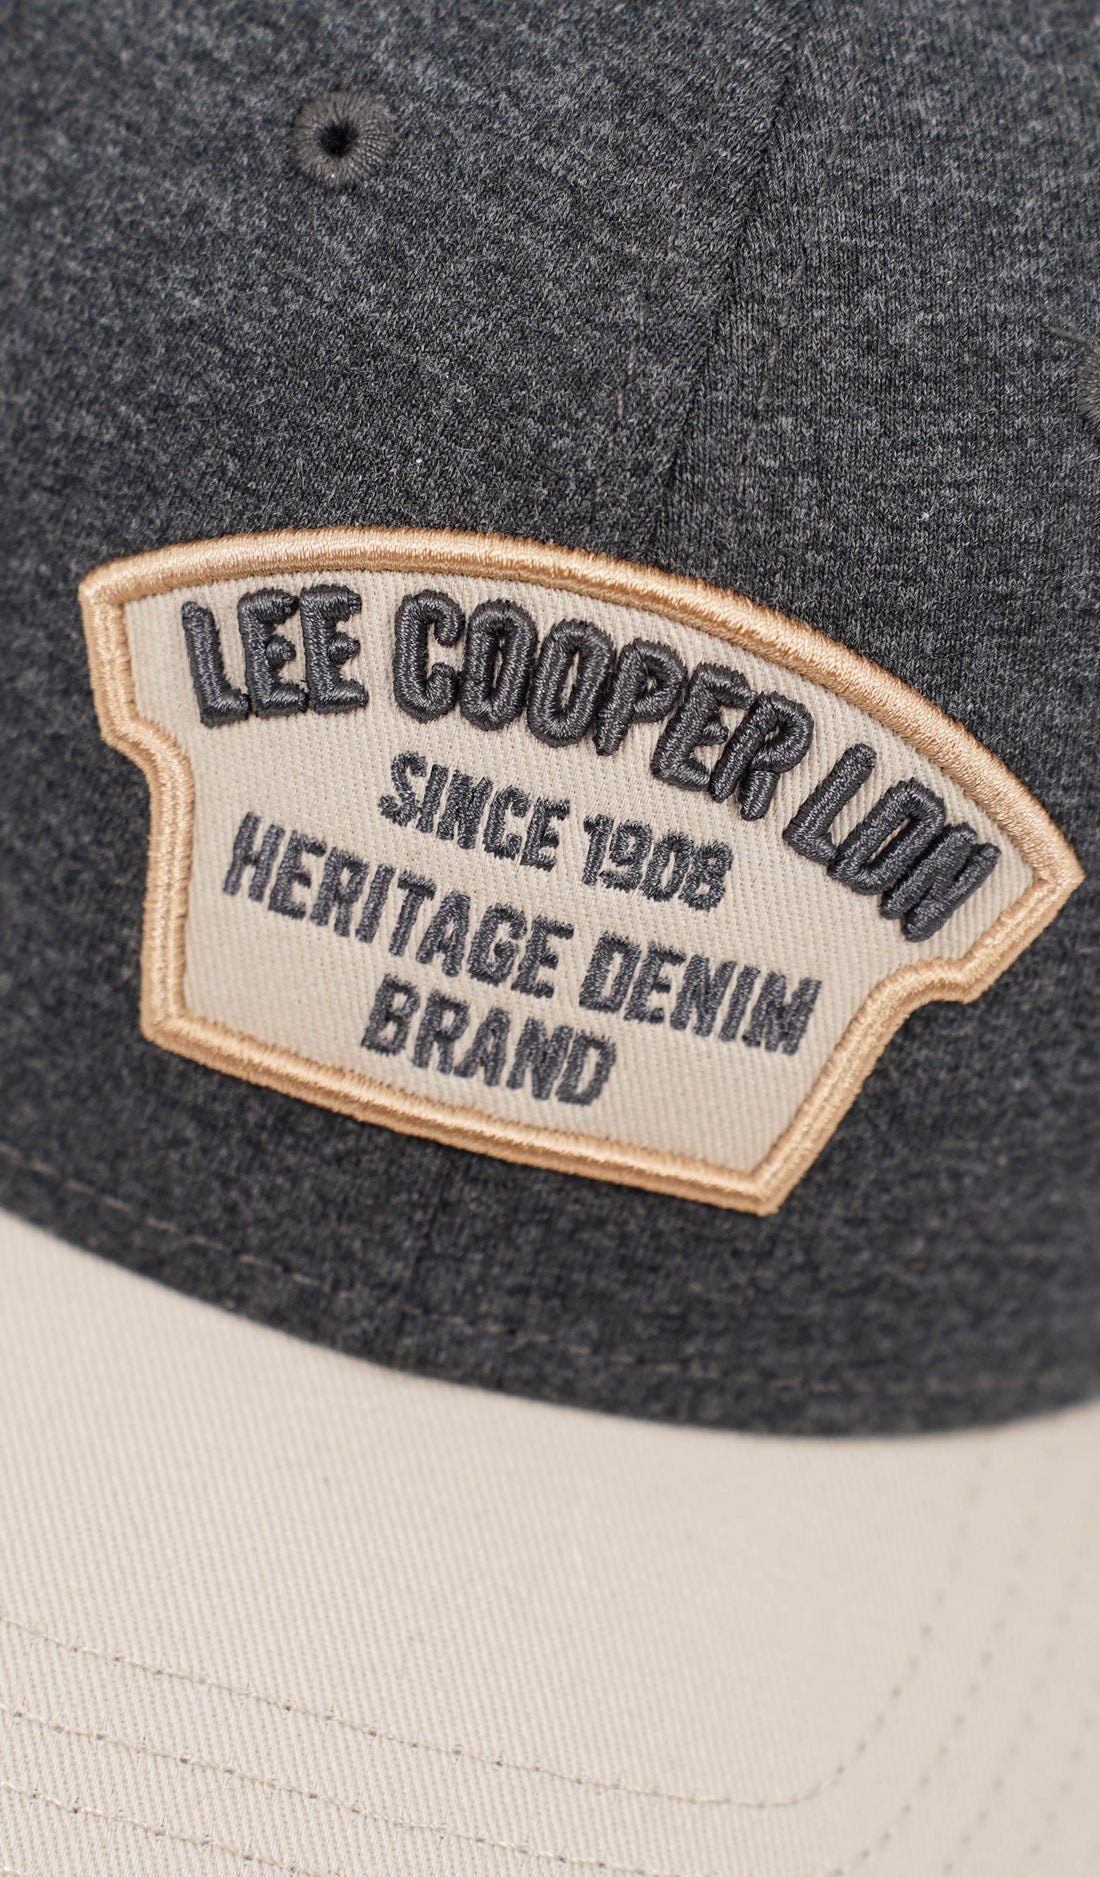 LEE COOPER LDN
SINCE 1908
HERITAGE DENIM
BRAND